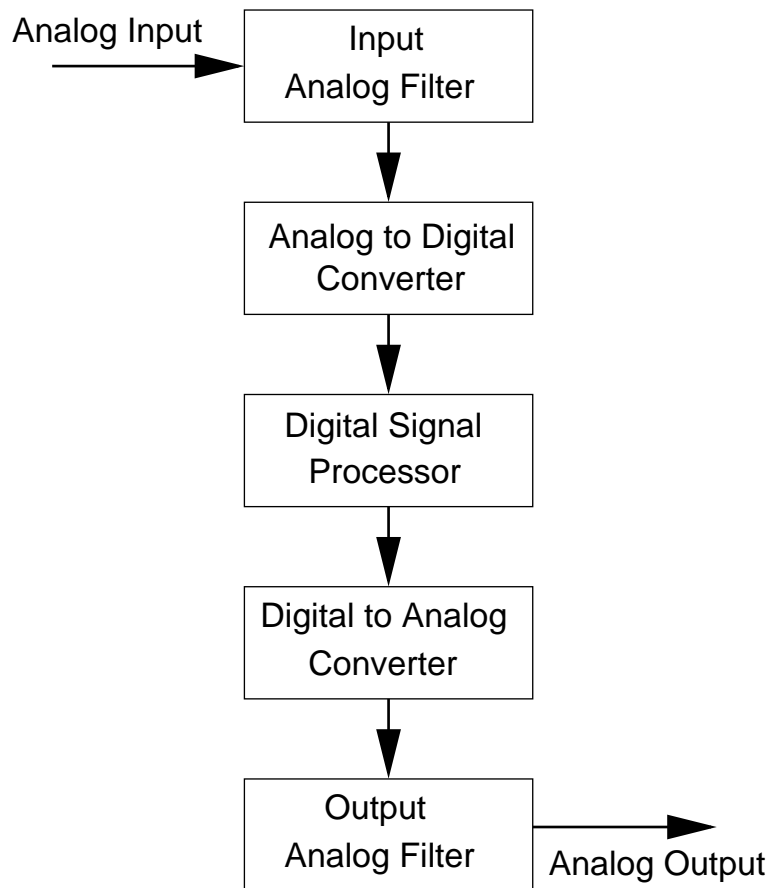 Analog Input
Input
Analog Filter
Analog to Digital
Converter
Digital Signal
Processor
Digital to Analog
Converter
Output
Analog Filter
Analog Output